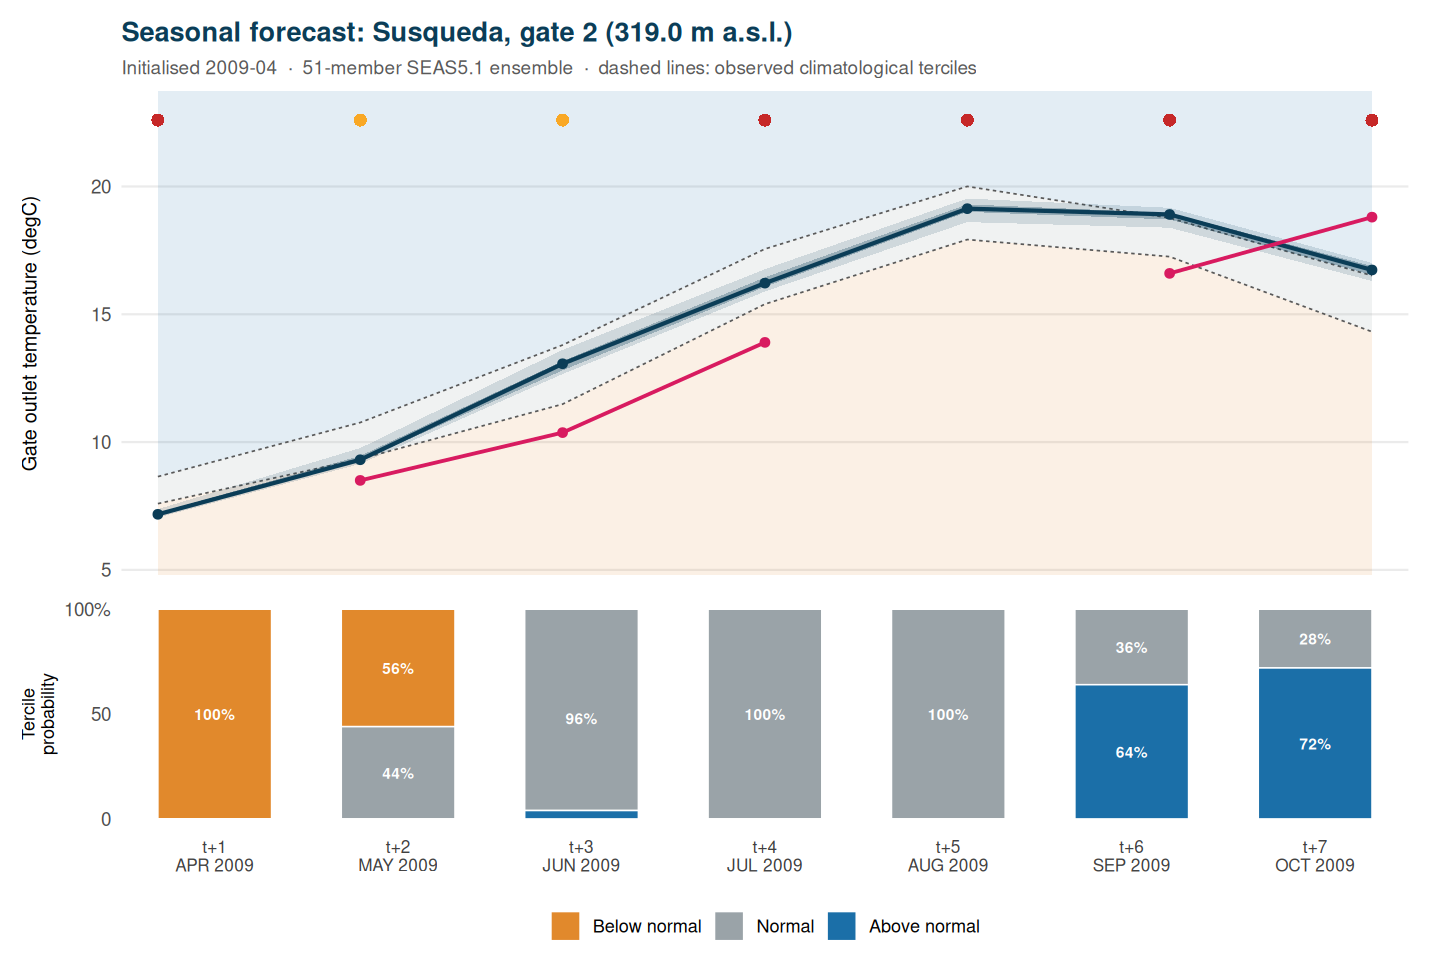 Seasonal forecast: Susqueda, gate 2 (319.0 m a.s.l.)
Initialised 2009-04 · 51-member SEAS5.1 ensemble · dashed lines: observed climatological terciles
Gate outlet temperature (degC)
20
15
10
5
Tercile
probability
100%
50
0
100%
56%
44%
96%
100%
100%
36%
64%
28%
72%
t+1
APR 2009
t+2
MAY 2009
t+3
JUN 2009
t+4
JUL 2009
t+5
AUG 2009
t+6
SEP 2009
t+7
OCT 2009
Below normal
Normal
Above normal